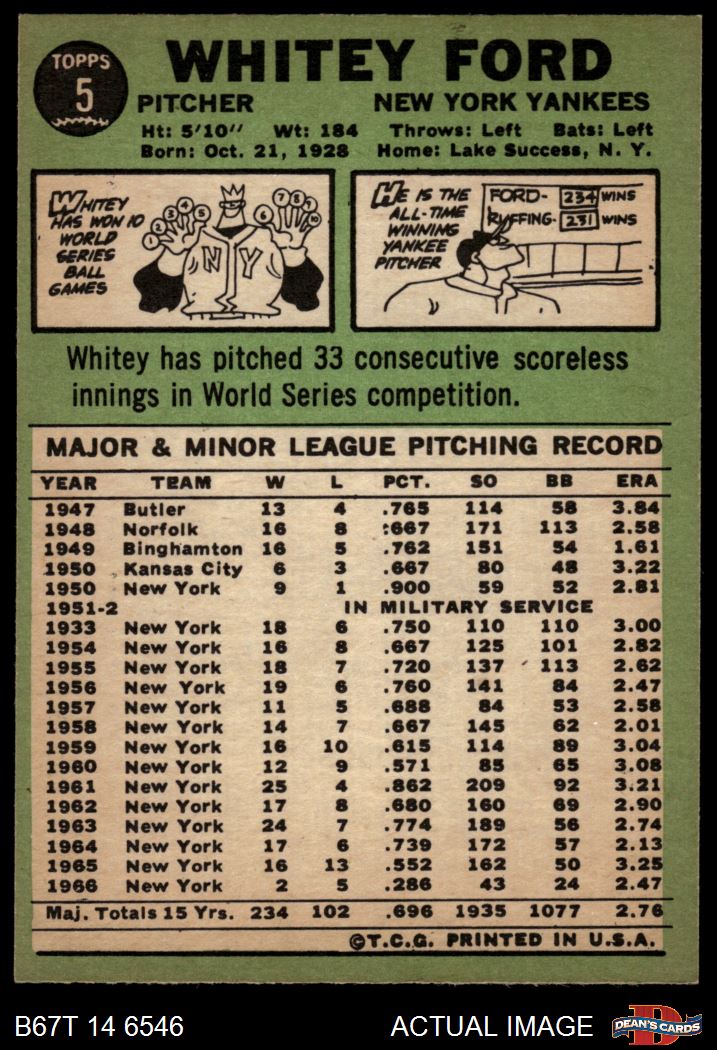 TOPPS
5
WHITEY FORD
PITCHER NEW YORK YANKEES
Ht: 5'10" Wt: 184 Throws: Left Bats: Left
Born: Oct. 21, 1928 Home: Lake Success, N. Y.
WHITEY
HAS WON 10
WORLD
SERIES
BALL
GAMES
1 2 3 4 5 6 7 8 9 10
N Y
HE IS THE
ALL-TIME
WINNING
YANKEE
PITCHER
FORD- 234 WINS
RUFFING- 231 WINS
Whitey has pitched 33 consecutive scoreless
innings in World Series competition.
MAJOR & MINOR LEAGUE PITCHING RECORD
YEAR TEAM W L PCT. SO BB ERA
1947 Butler 13 4 .765 114 58 3.84
1948 Norfolk 16 8 .667 171 113 2.58
1949 Binghamton 16 5 .762 151 54 1.61
1950 Kansas City 6 3 .667 80 48 3.22
1950 New York 9 1 .900 59 52 2.81
1951-2 IN MILITARY SERVICE
1933 New York 18 6 .750 110 110 3.00
1954 New York 16 8 .667 125 101 2.82
1955 New York 18 7 .720 137 113 2.62
1956 New York 19 6 .760 141 84 2.47
1957 New York 11 5 .688 84 53 2.58
1958 New York 14 7 .667 145 62 2.01
1959 New York 16 10 .615 114 89 3.04
1960 New York 12 9 .571 85 65 3.08
1961 New York 25 4 .862 209 92 3.21
1962 New York 17 8 .680 160 69 2.90
1963 New York 24 7 .774 189 56 2.74
1964 New York 17 6 .739 172 57 2.13
1965 New York 16 13 .552 162 50 3.25
1966 New York 2 5 .286 43 24 2.47
Maj. Totals 15 Yrs. 234 102 .696 1935 1077 2.76
©T.C.G. PRINTED IN U.S.A.
B67T 14 6546 ACTUAL IMAGE D DEAN'S CARDS